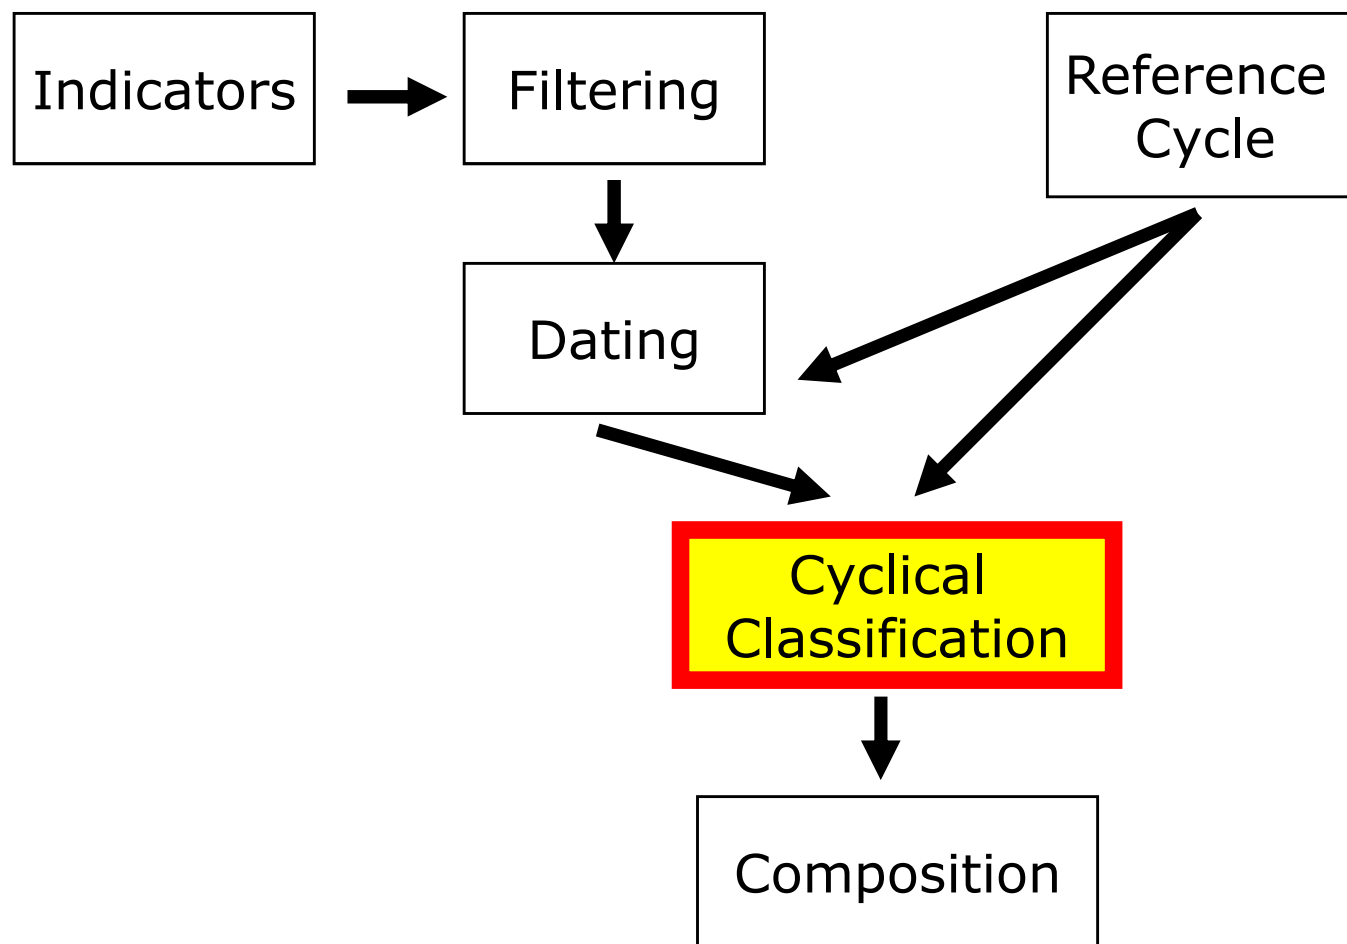 Indicators
Filtering
Reference
Cycle
Dating
Cyclical
Classification
Composition